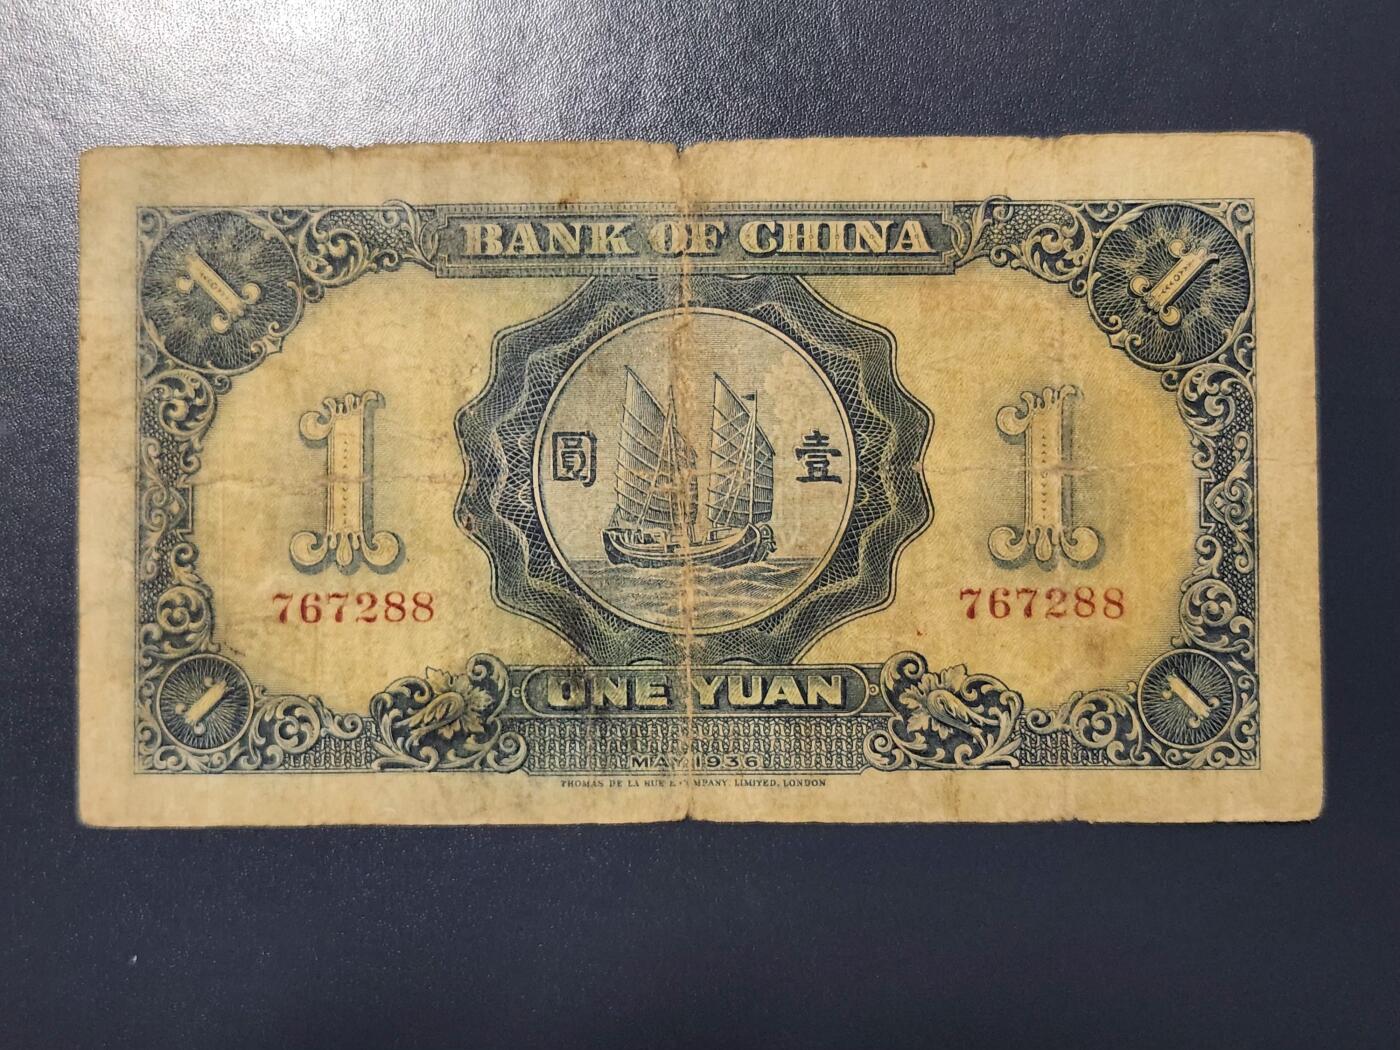 BANK OF CHINA
1 1
圓 壹
1 1
767288 767288
1 1
ONE YUAN
MAY 1936
THOMAS DE LA RUE & COMPANY, LIMITED, LONDON